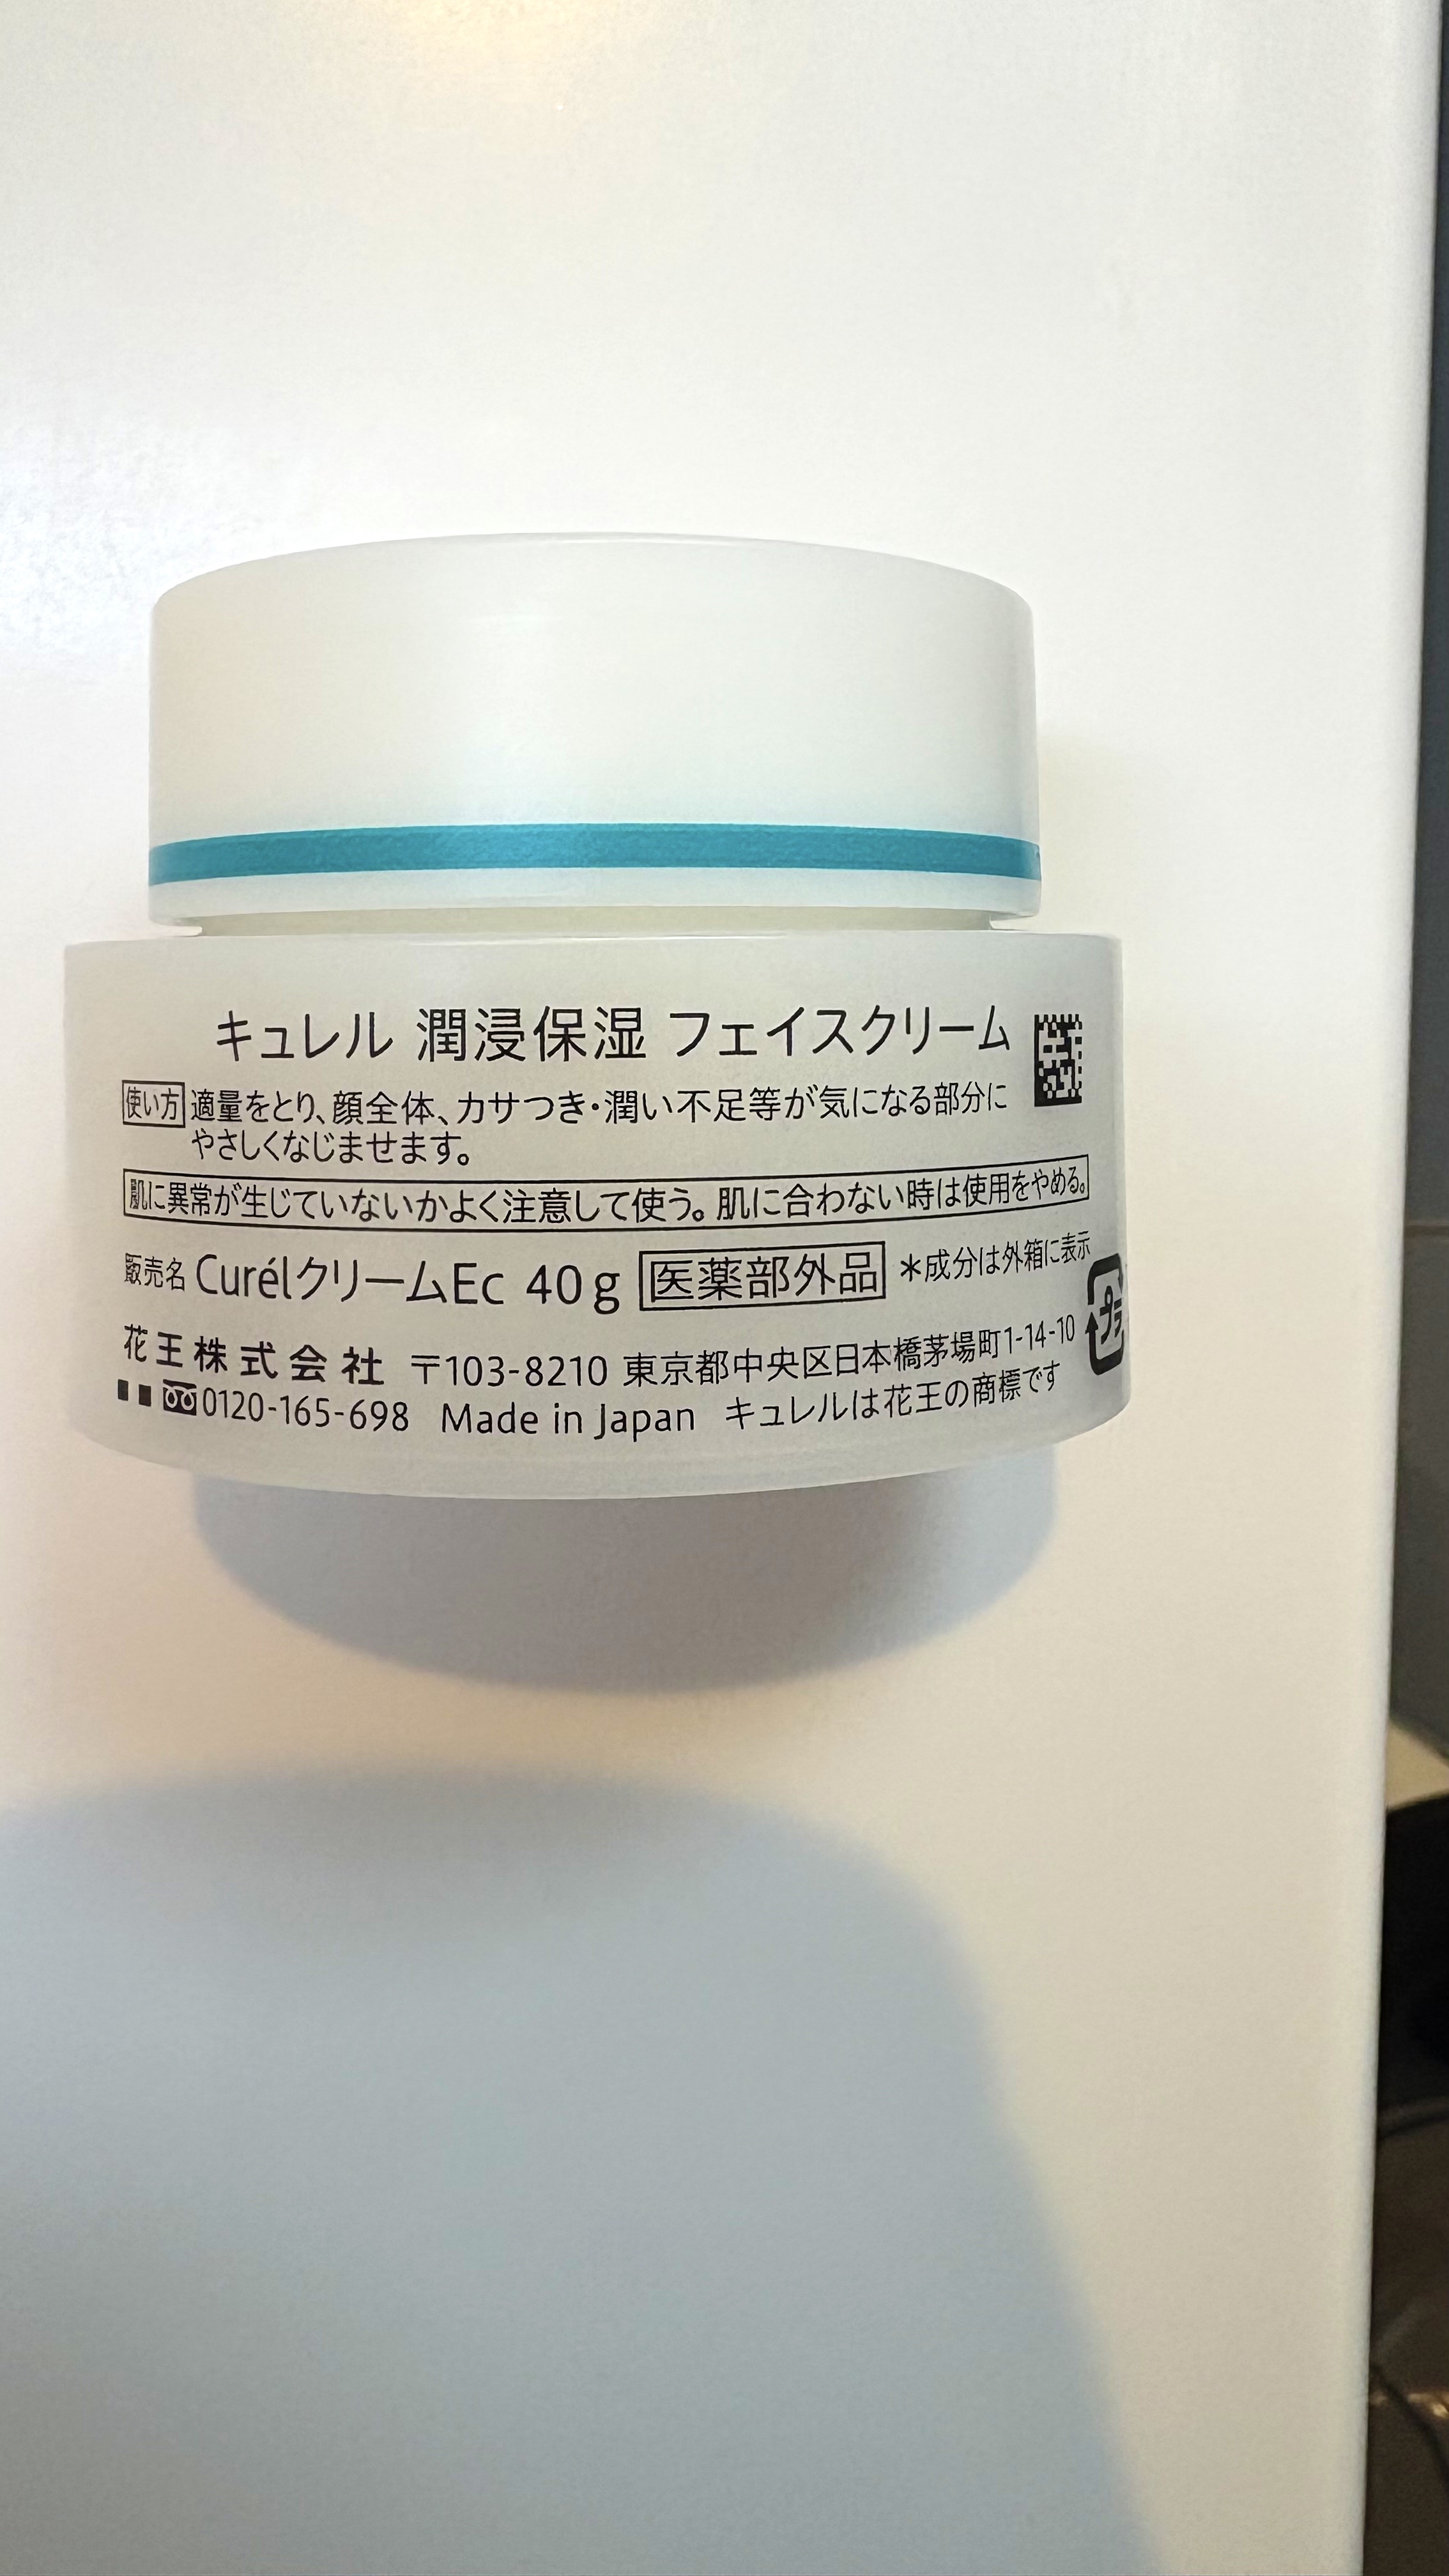 キュレル 潤浸保湿 フェイスクリーム
使い方 適量をとり、顔全体、カサつき・潤い不足等が気になる部分に
やさしくなじませます。
肌に異常が生じていないかよく注意して使う。肌に合わない時は使用をやめる。
販売名 CurélクリームEc 40g 医薬部外品 *成分は外箱に表示
プラ
花王株式会社 〒103-8210 東京都中央区日本橋茅場町1-14-10
0120-165-698 Made in Japan キュレルは花王の商標です